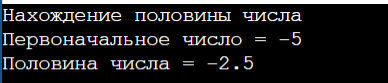 Нахождение половины числа
Первоначальное число = -5
Половина числа = -2.5